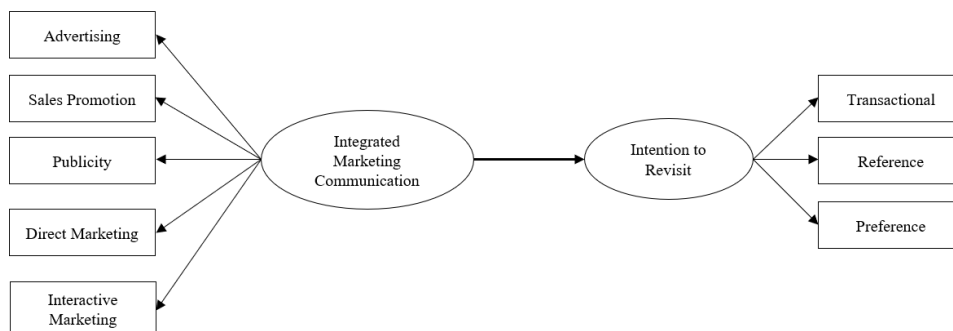 Advertising
Sales Promotion
Publicity
Direct Marketing
Interactive
Marketing
Integrated
Marketing
Communication
Intention to
Revisit
Transactional
Reference
Preference